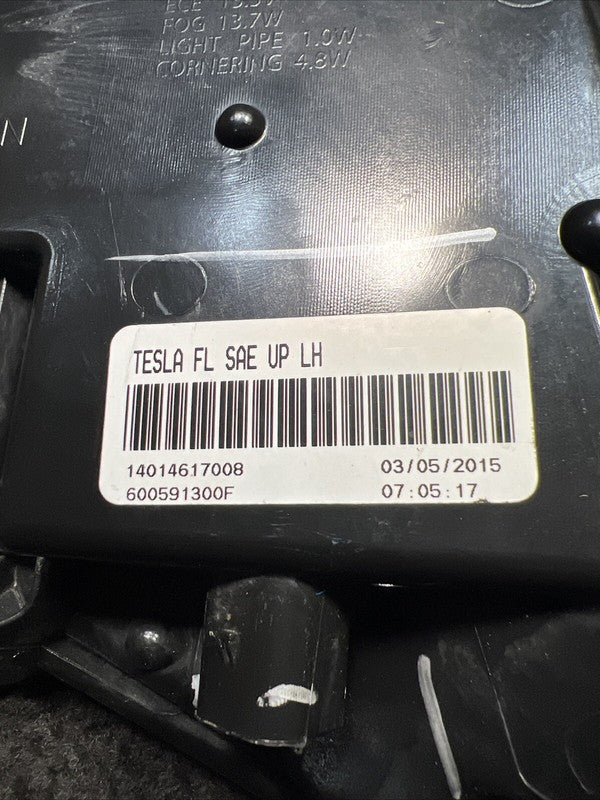 FOG 13.7W
LIGHT PIPE 1.0W
CORNERING 4.8W
N
TESLA FL SAE UP LH
14014617008 03/05/2015
600591300F 07:05:17